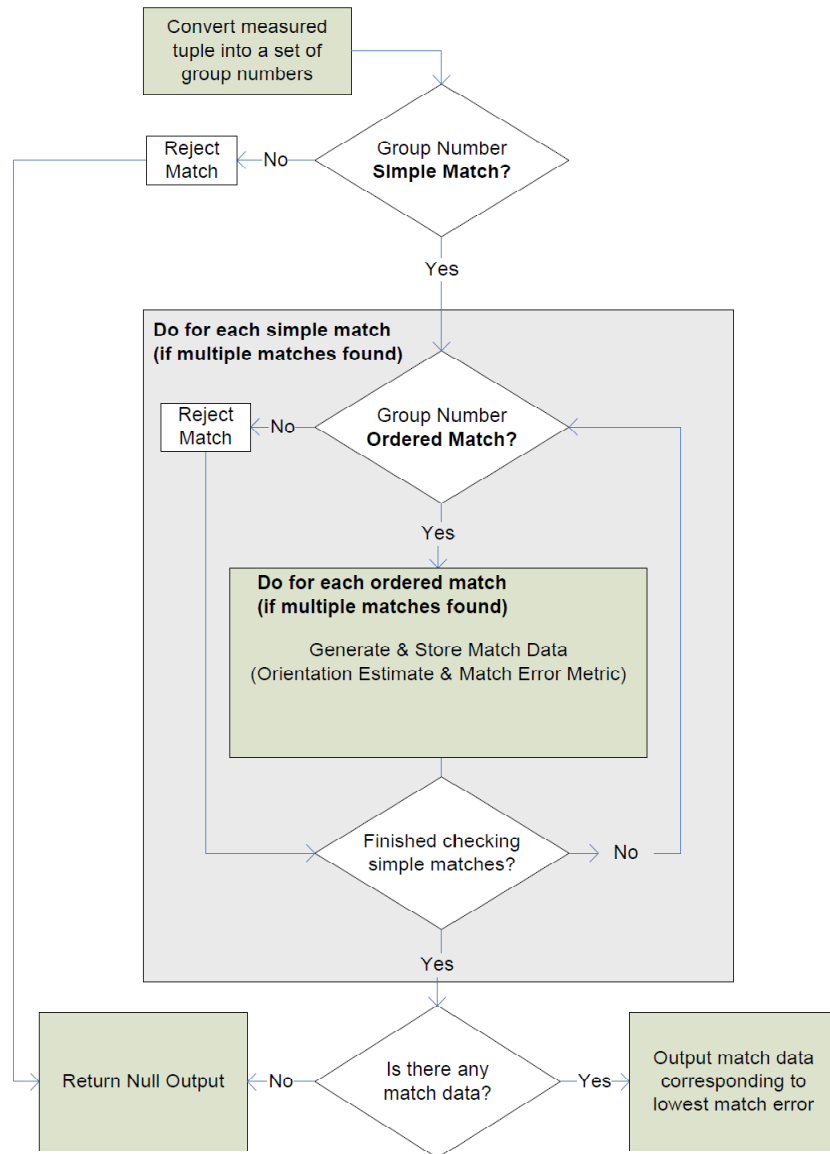 Convert measured
tuple into a set of
group numbers
Group Number
SImple Match?
No
Reject
Match
Yes
Do for each simple match
(if multiple matches found)
Group Number
Ordered Match?
No
Reject
Match
Yes
Do for each ordered match
(if multiple matches found)
Generate & Store Match Data
(Orientation Estimate & Match Error Metric)
Finished checking
simple matches?
No
Yes
Is there any
match data?
No
Return Null Output
Yes
Output match data
corresponding to
lowest match error